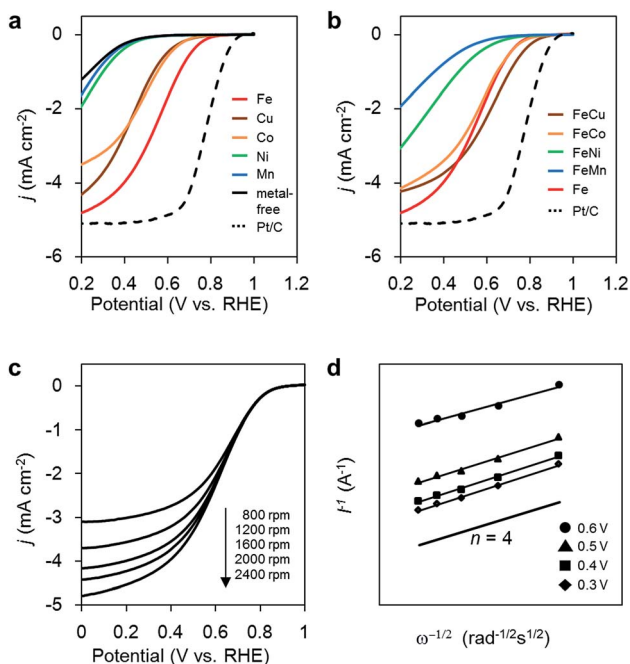 a
0
-2
-4
-6
j (mA cm⁻²)
0.2 0.4 0.6 0.8 1 1.2
Potential (V vs. RHE)
Fe
Cu
Co
Ni
Mn
metal-
free
Pt/C
b
0
-2
-4
-6
j (mA cm⁻²)
0.2 0.4 0.6 0.8 1 1.2
Potential (V vs. RHE)
FeCu
FeCo
FeNi
FeMn
Fe
Pt/C
c
0
-1
-2
-3
-4
-5
j (mA cm⁻²)
0 0.2 0.4 0.6 0.8 1
Potential (V vs. RHE)
800 rpm
1200 rpm
1600 rpm
2000 rpm
2400 rpm
d
I⁻¹ (A⁻¹)
n = 4
0.6 V
0.5 V
0.4 V
0.3 V
ω⁻¹/² (rad⁻¹/²s¹/²)